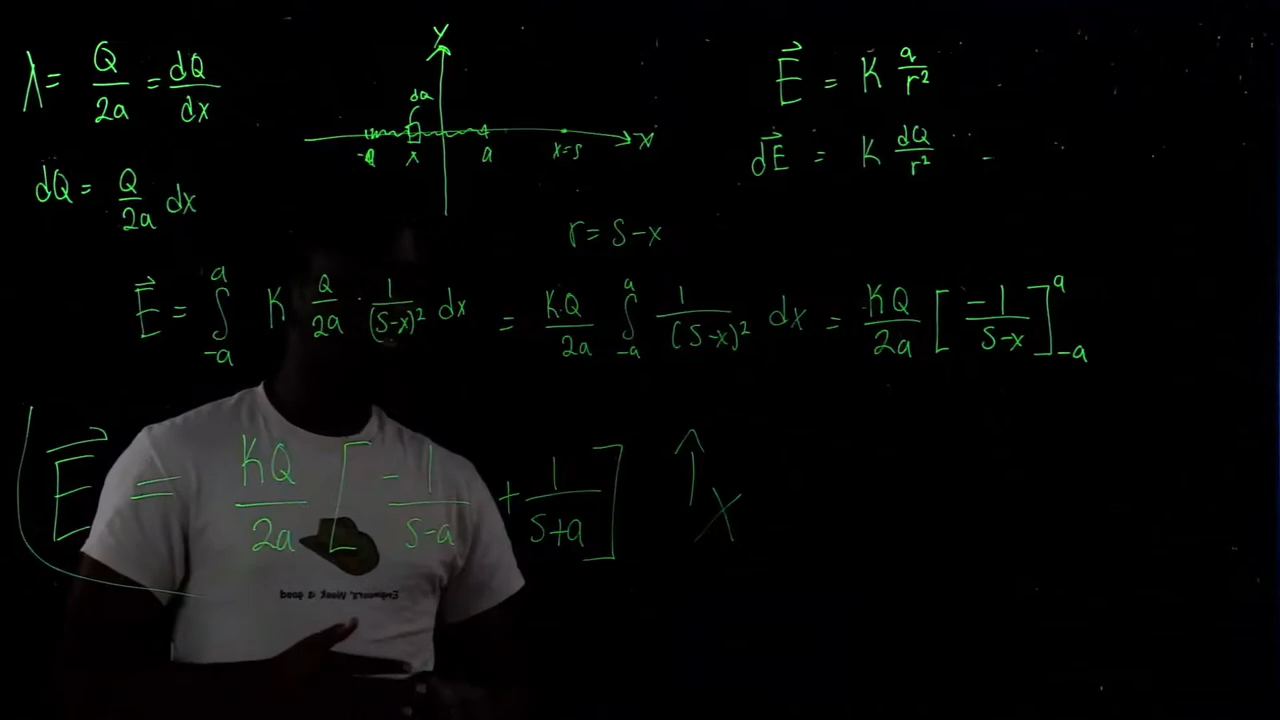 λ = Q/2a = dQ/dx
dQ = Q/2a dx
Y
dQ
-a x a x=s X
E⃗ = K q/r²
dE⃗ = K dQ/r²
r = S-x
E⃗ = ∫_{-a}^{a} K Q/2a · 1/(S-x)² dx = KQ/2a ∫_{-a}^{a} 1/(S-x)² dx = KQ/2a [ -1/S-x ]_{-a}^{a}
E⃗ = KQ/2a [ -1/S-a + 1/S+a ] ↑ x